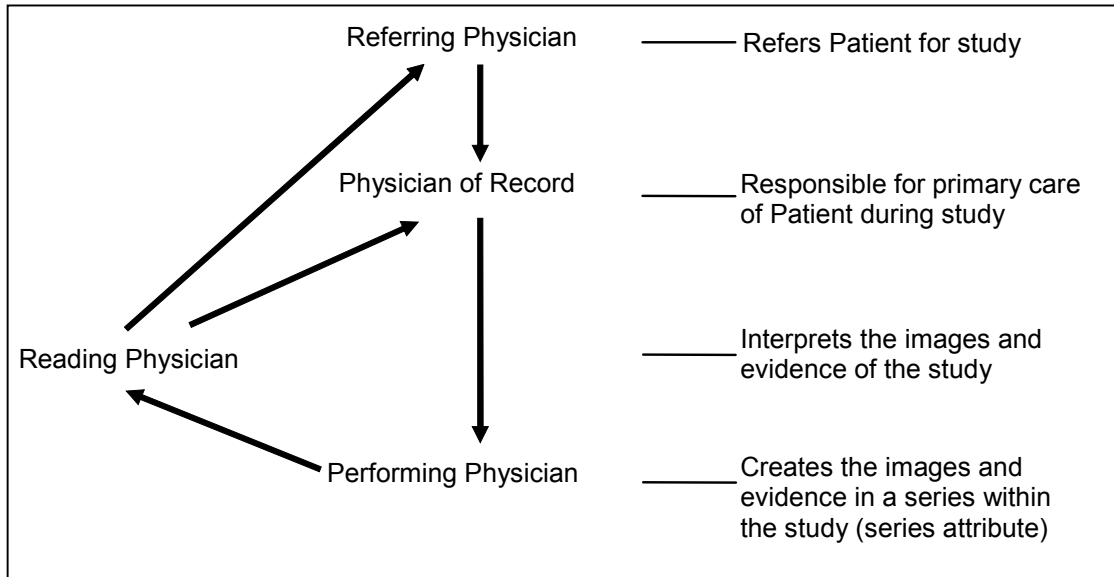 Referring Physician
Refers Patient for study
Physician of Record
Responsible for primary care
of Patient during study
Reading Physician
Interprets the images and
evidence of the study
Performing Physician
Creates the images and
evidence in a series within
the study (series attribute)